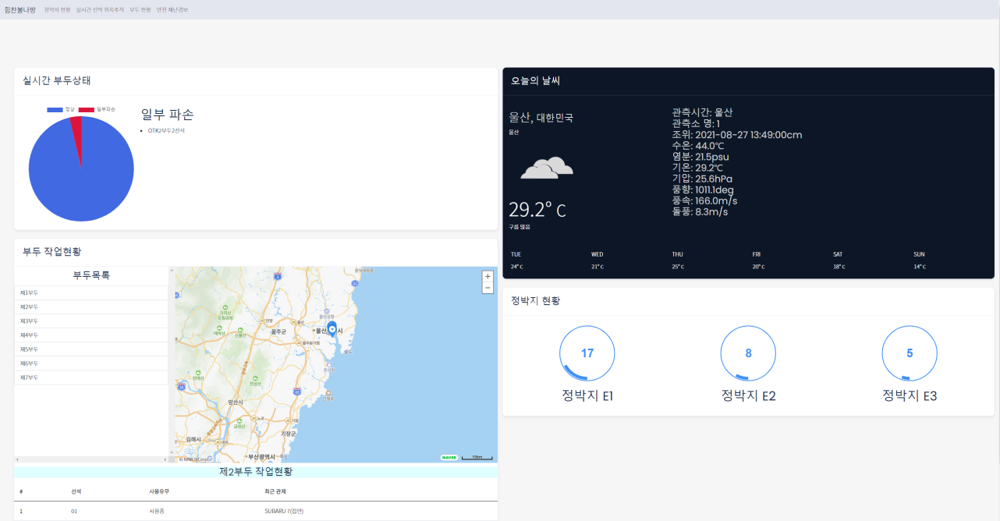 힘찬불나방 정박지 현황 실시간 선박 위치추적 부두 현황 안전 재난경보
실시간 부두상태
정상 일부파손
일부 파손
OTK2부두2선석
오늘의 날씨
울산, 대한민국
울산
29.2° C
구름 많음
관측시간: 울산
관측소 명: 1
조위: 2021-08-27 13:49:00cm
수온: 44.0℃
염분: 21.5psu
기온: 29.2℃
기압: 25.6hPa
풍향: 1011.1deg
풍속: 166.0m/s
돌풍: 8.3m/s
TUE WED THU FRI SAT SUN
24° C 21° C 25° C 20° C 18° C 14° C
부두 작업현황
부두목록
제1부두
제2부두
제3부두
제4부두
제5부두
제6부두
제7부두
울주군
양산시
김해시
기장군
부산광역시
+
−
© NAVER Corp.
NAVER
10km
제2부두 작업현황
# 선석 사용유무 최근 관제
1 01 사용중 SUBARU 7(접안)
정박지 현황
17 8 5
정박지 E1 정박지 E2 정박지 E3